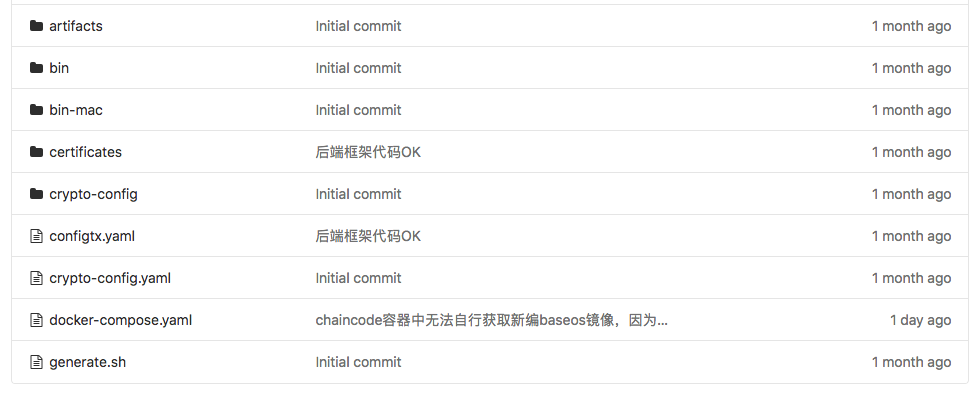 artifacts Initial commit 1 month ago
bin Initial commit 1 month ago
bin-mac Initial commit 1 month ago
certificates 后端框架代码OK 1 month ago
crypto-config Initial commit 1 month ago
configtx.yaml 后端框架代码OK 1 month ago
crypto-config.yaml Initial commit 1 month ago
docker-compose.yaml chaincode容器中无法自行获取新编baseos镜像，因为... 1 day ago
generate.sh Initial commit 1 month ago